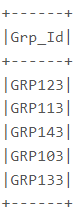 +------+
|Grp_Id|
+------+
|GRP123|
|GRP113|
|GRP143|
|GRP103|
|GRP133|
+------+